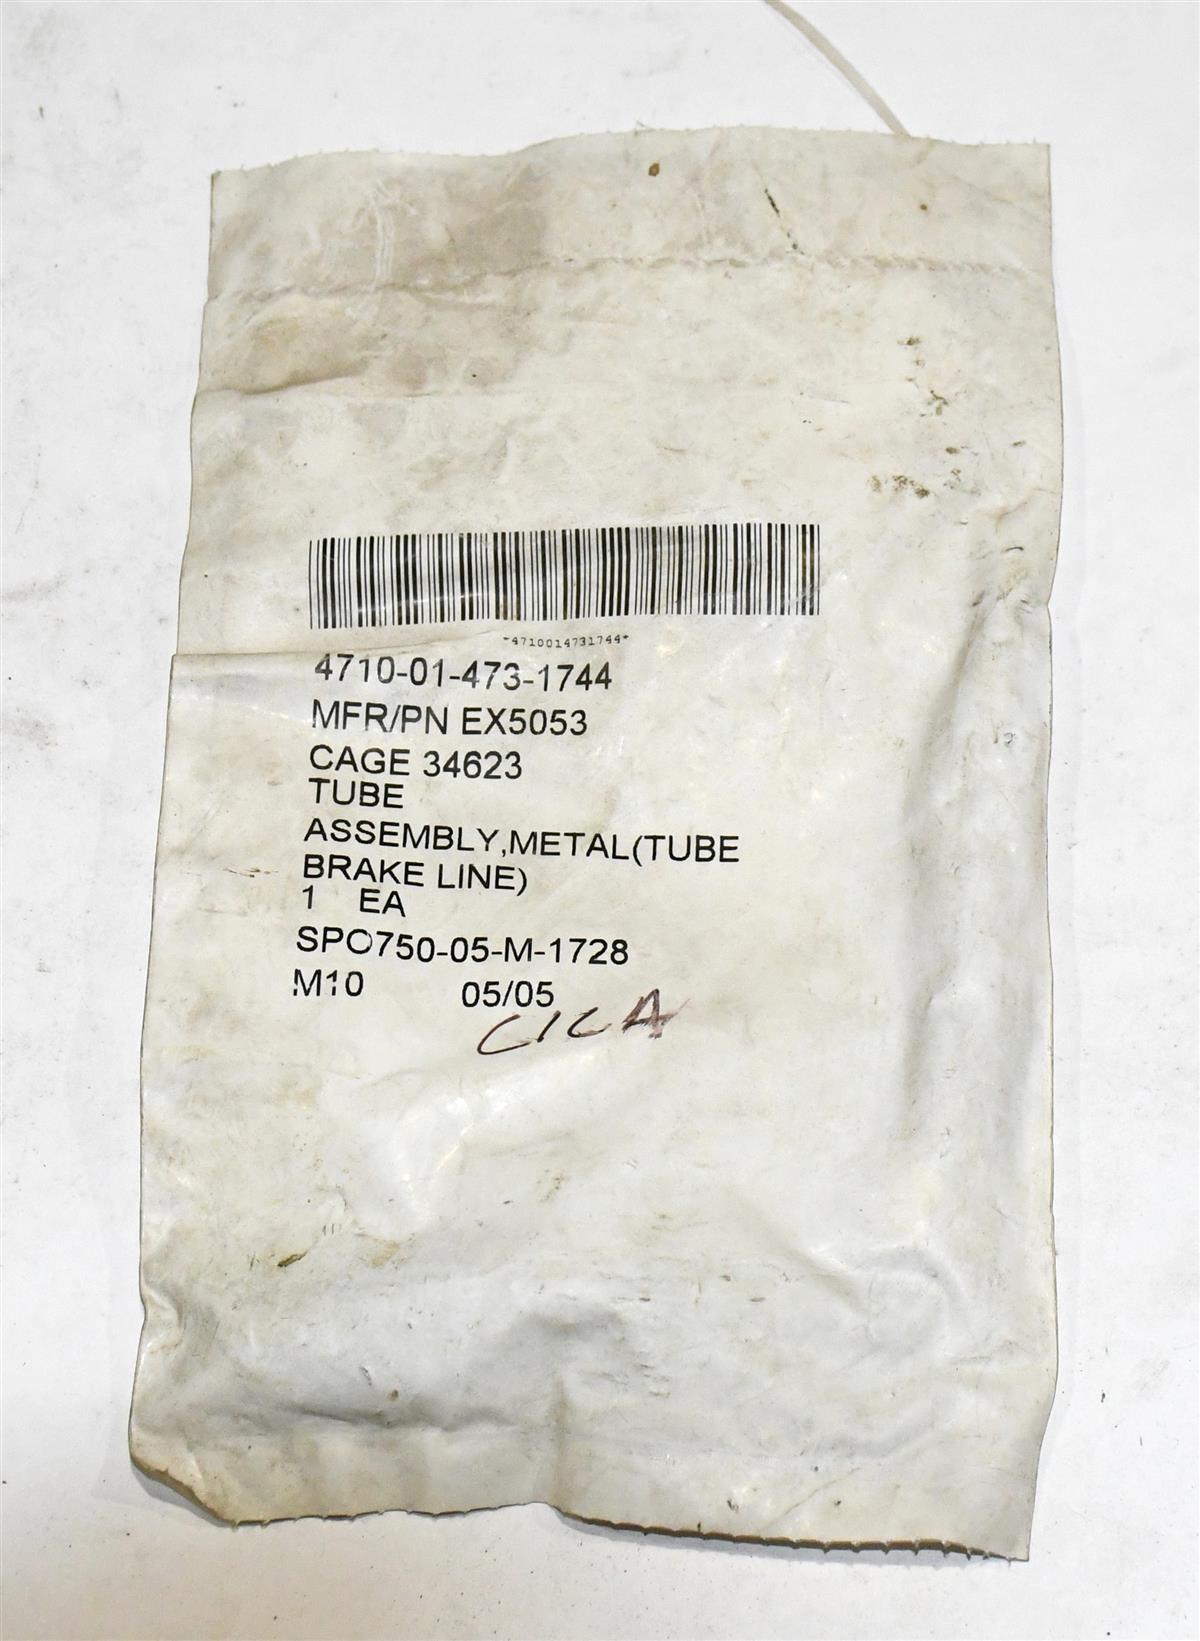 *4710014731744*
4710-01-473-1744
MFR/PN EX5053
CAGE 34623
TUBE
ASSEMBLY,METAL(TUBE
BRAKE LINE)
1 EA
SPO750-05-M-1728
M10 05/05